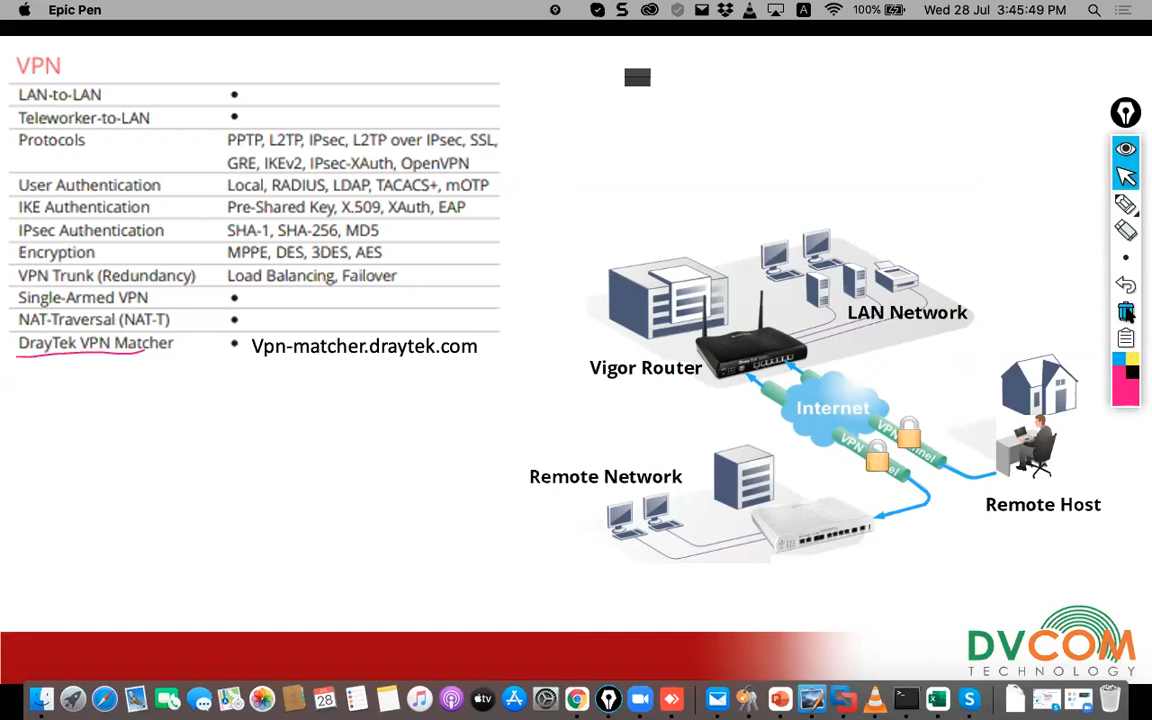 Epic Pen
100%
Wed 28 Jul 3:45:49 PM
VPN
LAN-to-LAN •
Teleworker-to-LAN •
Protocols PPTP, L2TP, IPsec, L2TP over IPsec, SSL,
GRE, IKEv2, IPsec-XAuth, OpenVPN
User Authentication Local, RADIUS, LDAP, TACACS+, mOTP
IKE Authentication Pre-Shared Key, X.509, XAuth, EAP
IPsec Authentication SHA-1, SHA-256, MD5
Encryption MPPE, DES, 3DES, AES
VPN Trunk (Redundancy) Load Balancing, Failover
Single-Armed VPN •
NAT-Traversal (NAT-T) •
DrayTek VPN Matcher • Vpn-matcher.draytek.com
LAN Network
Vigor Router
Internet
VPN
VPN
Remote Network
Remote Host
DVCOM
TECHNOLOGY